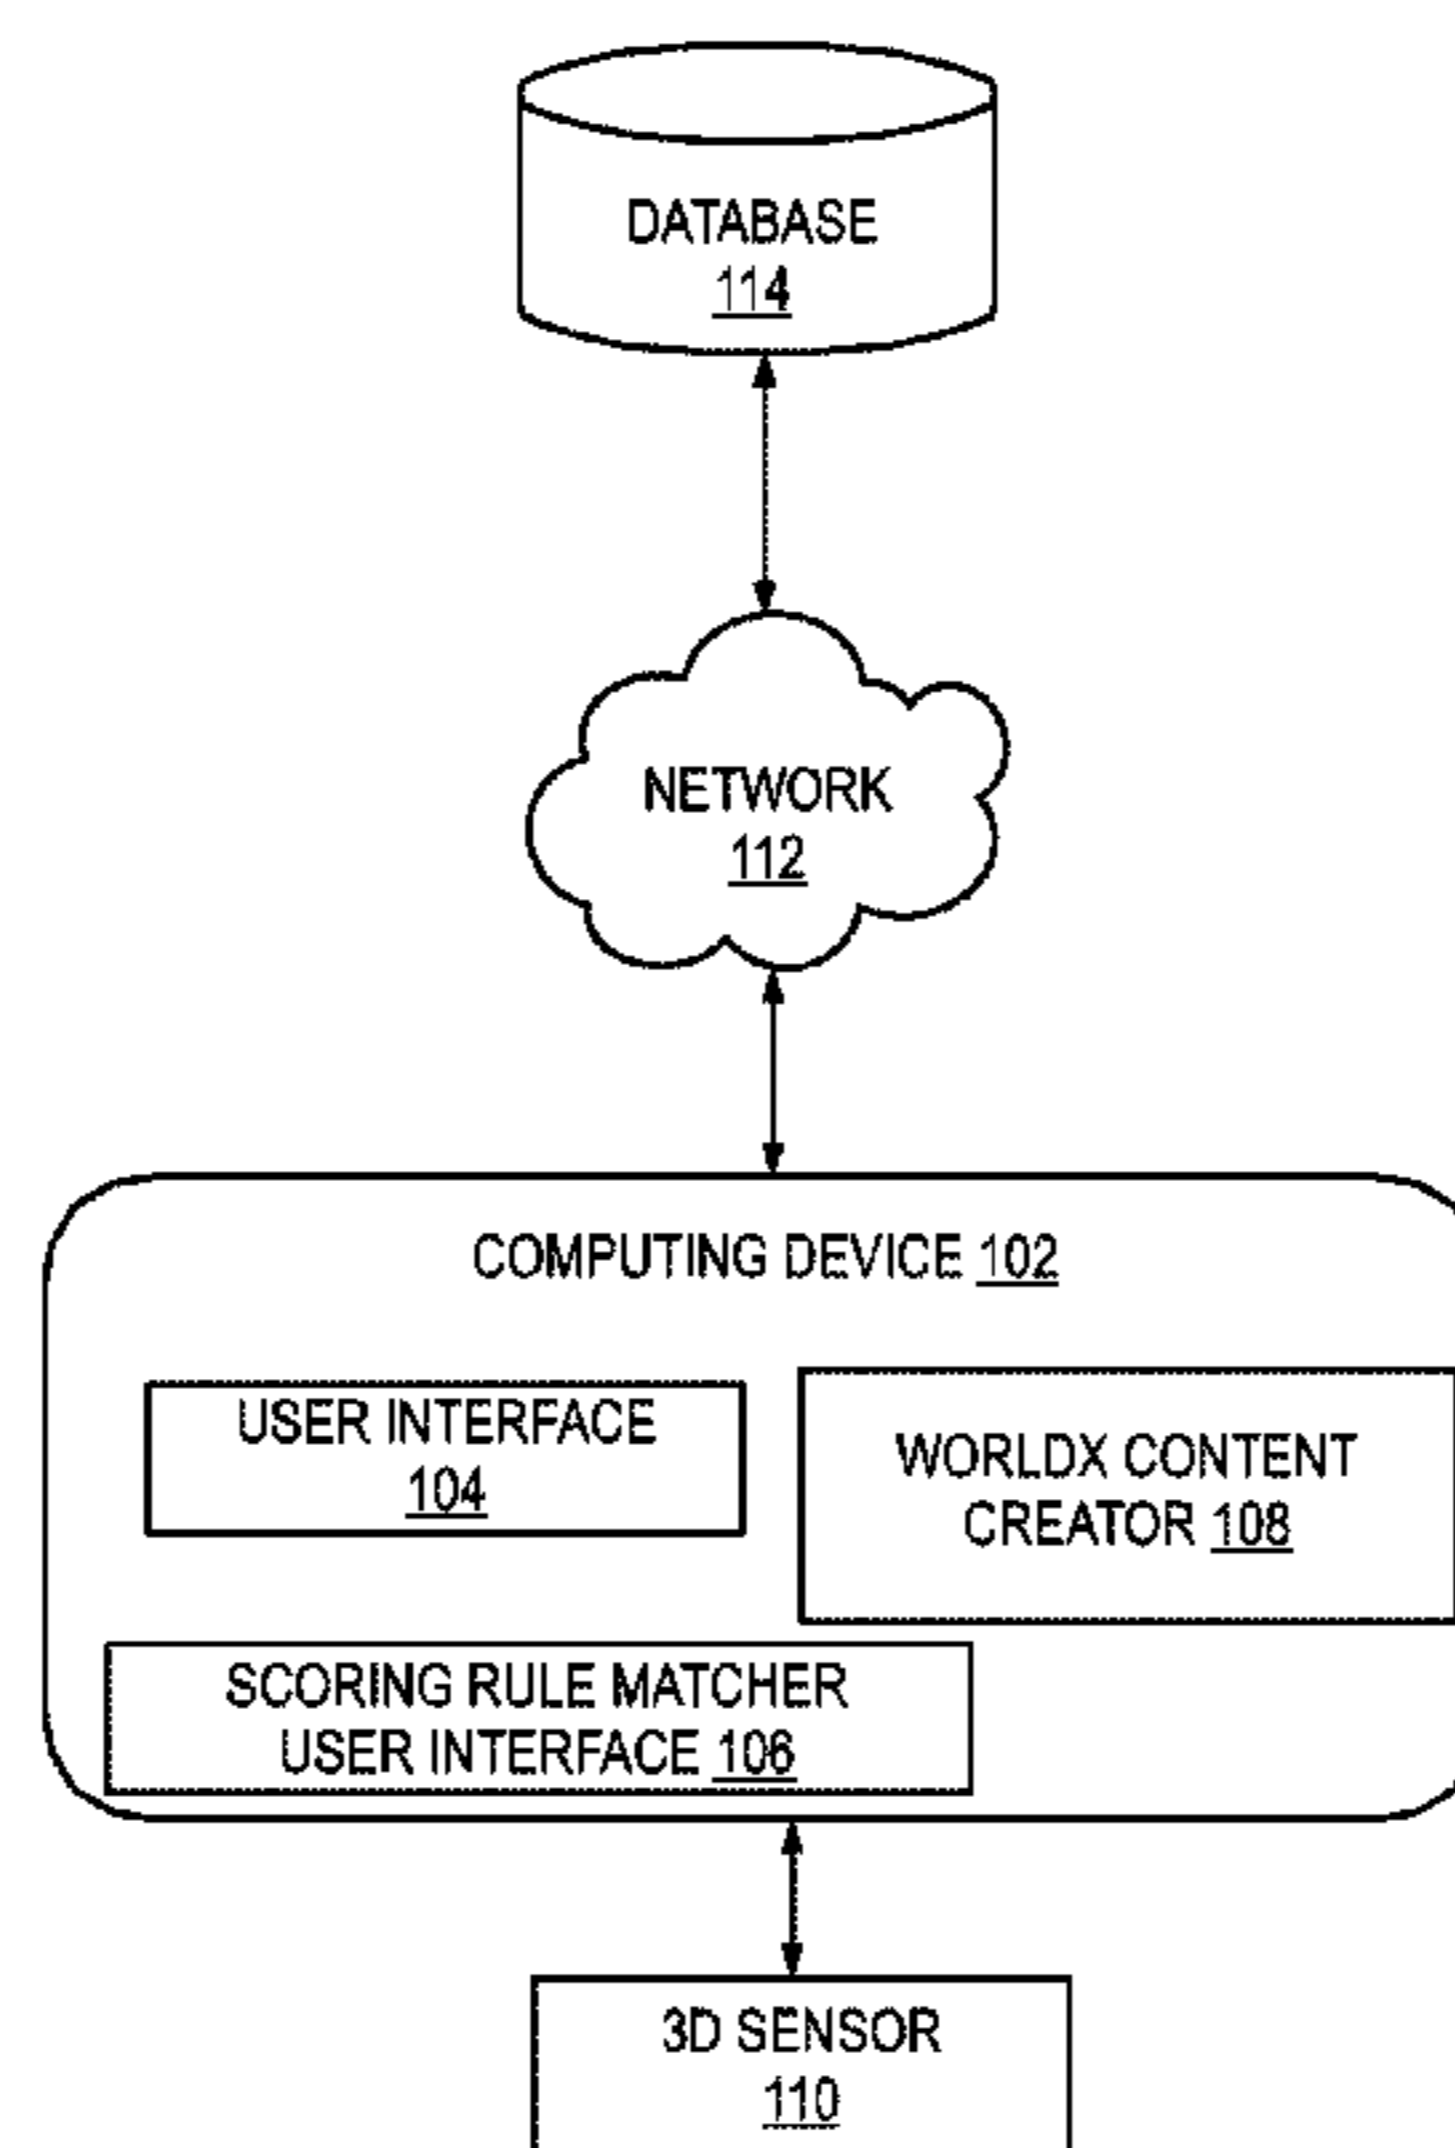 DATABASE
114
NETWORK
112
COMPUTING DEVICE 102
USER INTERFACE
104
WORLDX CONTENT
CREATOR 108
SCORING RULE MATCHER
USER INTERFACE 106
3D SENSOR
110